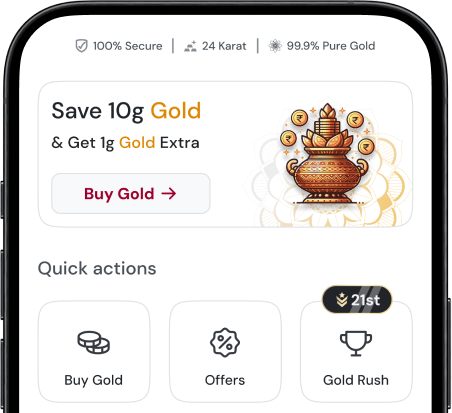 100% Secure | 24 Karat | 99.9% Pure Gold
Save 10g Gold
& Get 1g Gold Extra
Buy Gold →
Quick actions
21st
Buy Gold
Offers
Gold Rush